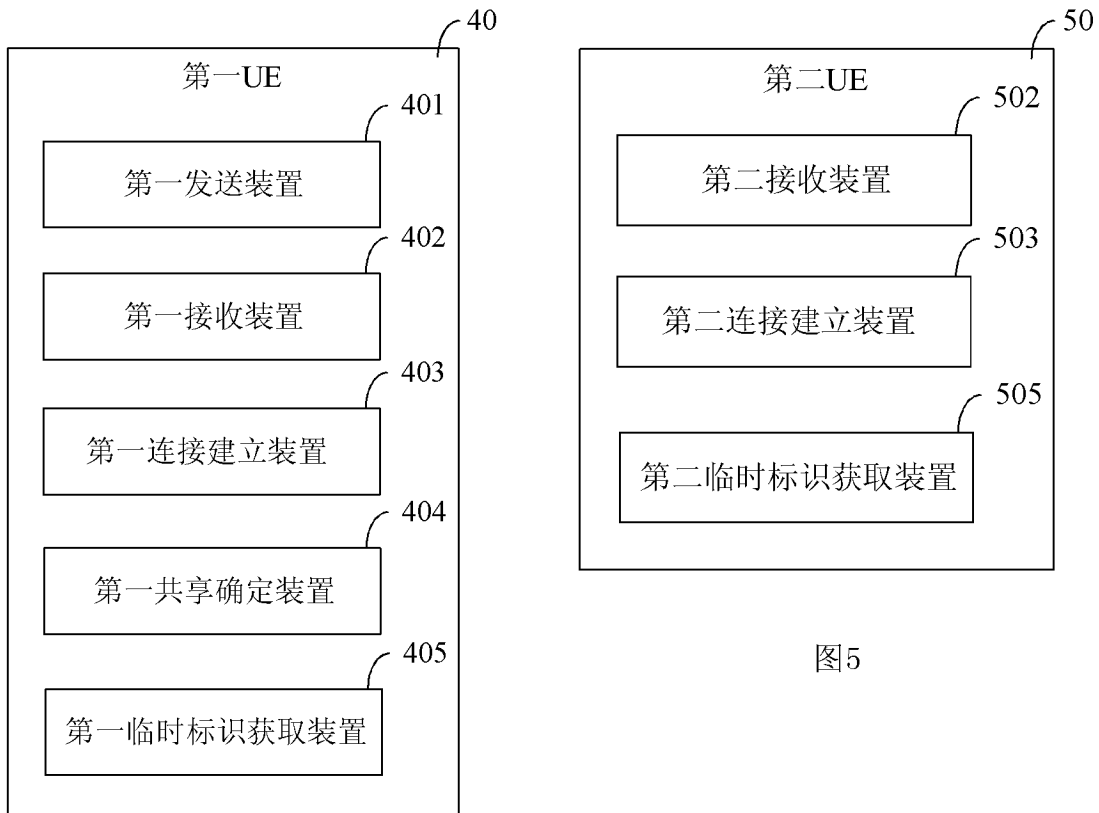 40
第一UE
401
第一发送装置
402
第一接收装置
403
第一连接建立装置
404
第一共享确定装置
405
第一临时标识获取装置
50
第二UE
502
第二接收装置
503
第二连接建立装置
505
第二临时标识获取装置
图5